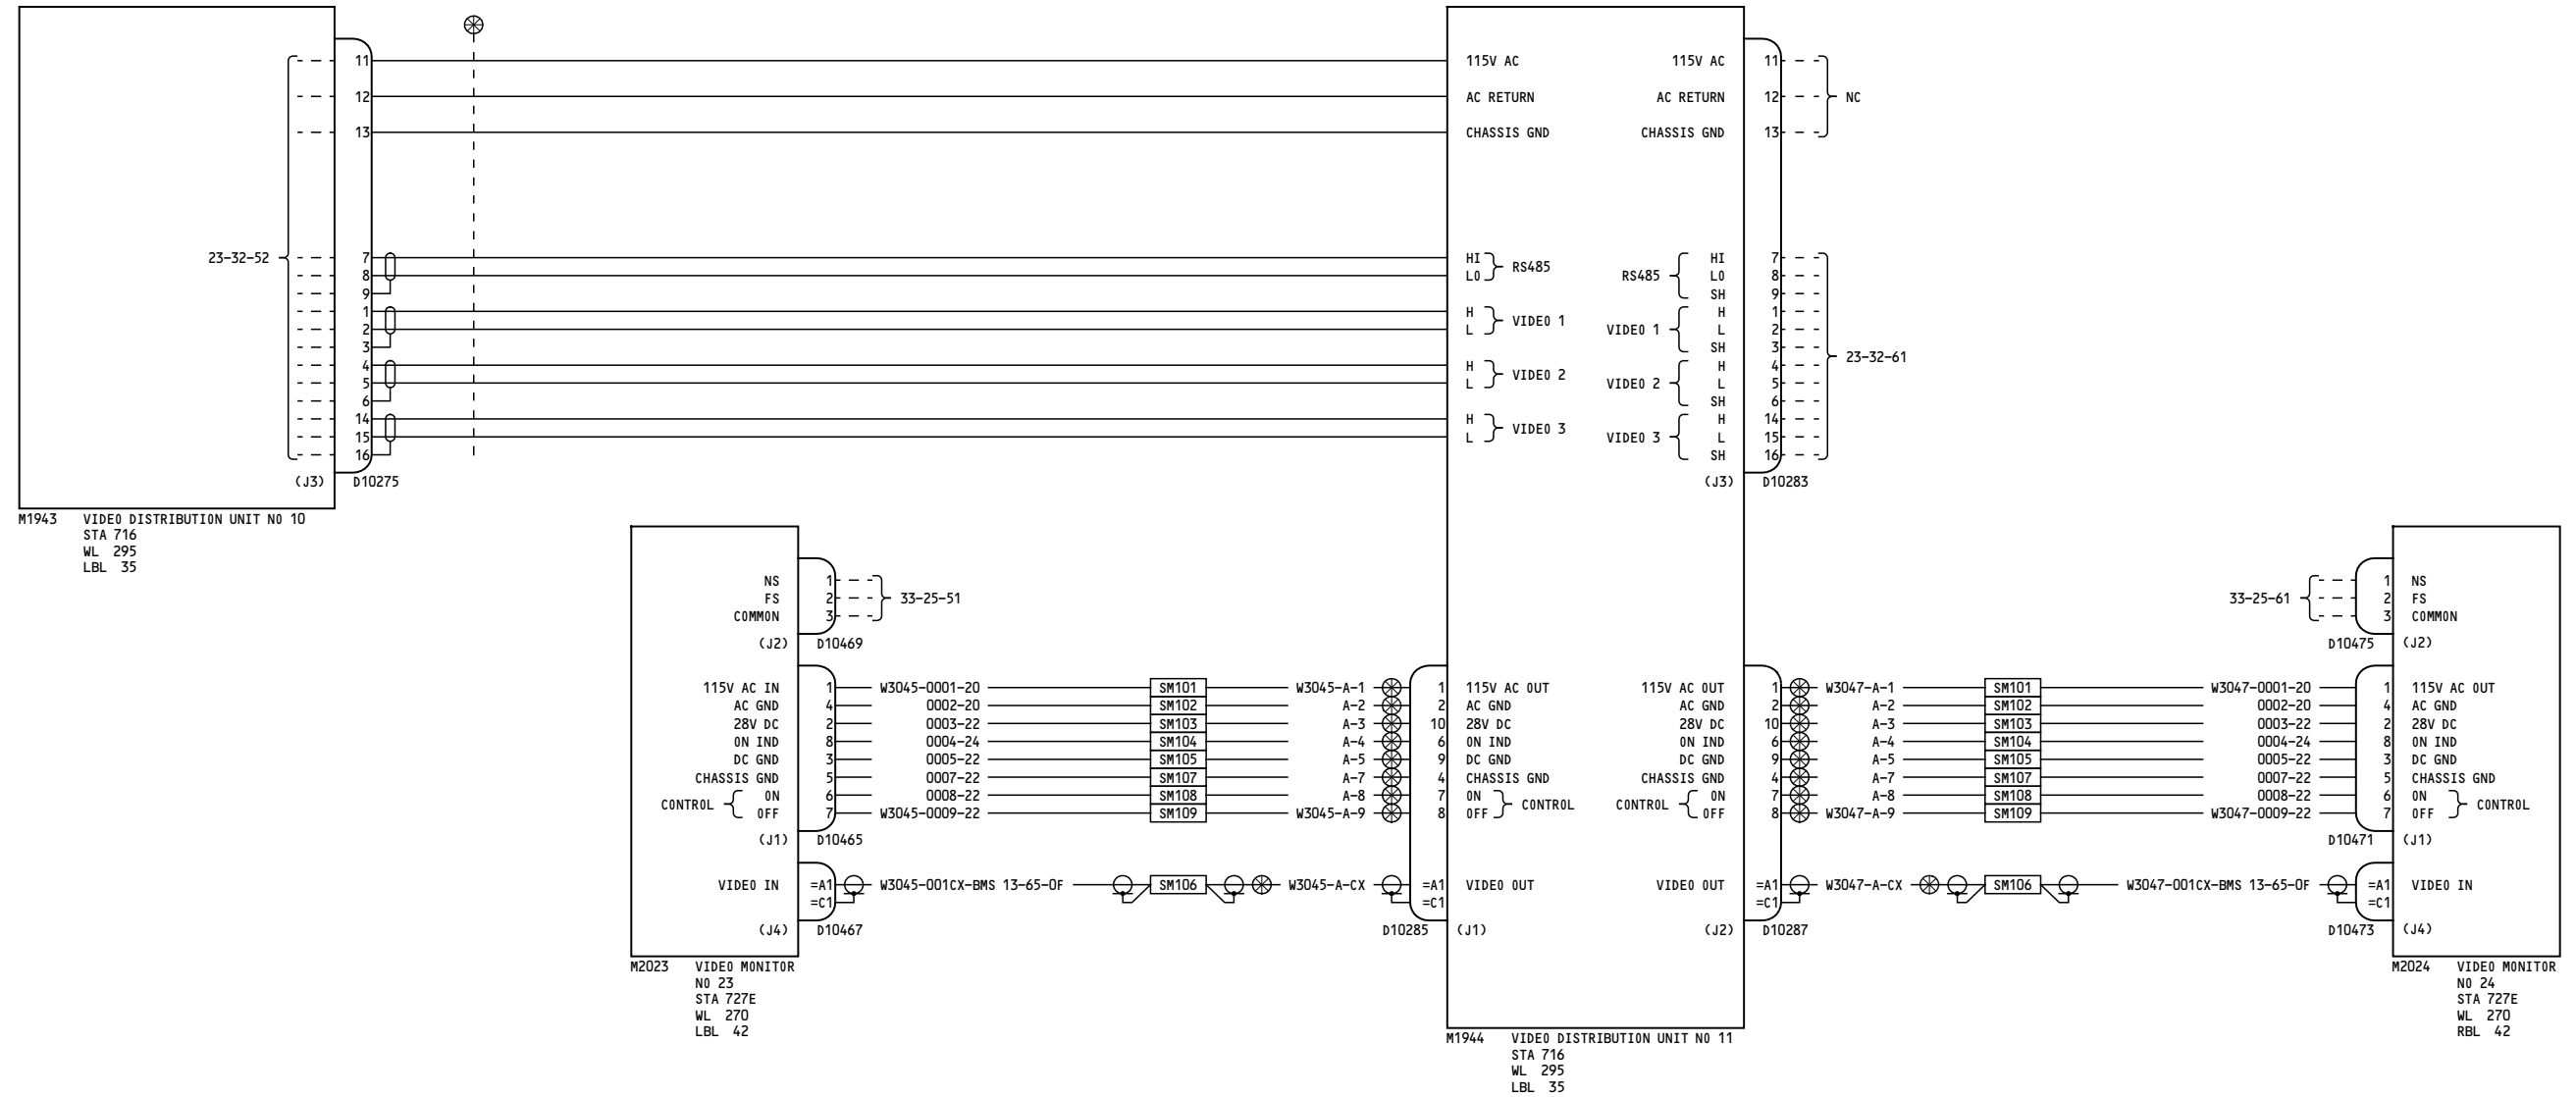 11 115V AC 115V AC 11
12 AC RETURN AC RETURN 12 NC
13 CHASSIS GND CHASSIS GND 13
23-32-52 7 HI HI 7
RS485
8 LO RS485 LO 8
9 SH 9
1 H H 1
VIDEO 1
2 L VIDEO 1 L 2
3 SH 3
23-32-61
4 H H 4
VIDEO 2
5 L VIDEO 2 L 5
6 SH 6
14 H H 14
VIDEO 3
15 L VIDEO 3 L 15
16 SH 16
(J3) D10275 (J3) D10283
M1943 VIDEO DISTRIBUTION UNIT NO 10
STA 716
WL 295
LBL 35
NS 1 1 NS
FS 2 33-25-51 33-25-61 2 FS
COMMON 3 3 COMMON
(J2) D10469 D10475 (J2)
115V AC IN 1 W3045-0001-20 SM101 W3045-A-1 1 115V AC OUT 115V AC OUT 1 W3047-A-1 SM101 W3047-0001-20 1 115V AC OUT
AC GND 4 0002-20 SM102 A-2 2 AC GND AC GND 2 A-2 SM102 0002-20 4 AC GND
28V DC 2 0003-22 SM103 A-3 10 28V DC 28V DC 10 A-3 SM103 0003-22 2 28V DC
ON IND 8 0004-24 SM104 A-4 6 ON IND ON IND 6 A-4 SM104 0004-24 8 ON IND
DC GND 3 0005-22 SM105 A-5 9 DC GND DC GND 9 A-5 SM105 0005-22 3 DC GND
CHASSIS GND 5 0007-22 SM107 A-7 4 CHASSIS GND CHASSIS GND 4 A-7 SM107 0007-22 5 CHASSIS GND
ON 6 0008-22 SM108 A-8 7 ON ON 7 A-8 SM108 0008-22 6 ON
CONTROL CONTROL CONTROL CONTROL
OFF 7 W3045-0009-22 SM109 W3045-A-9 8 OFF OFF 8 W3047-A-9 SM109 W3047-0009-22 7 OFF
(J1) D10465 D10471 (J1)
VIDEO IN =A1 W3045-001CX-BMS 13-65-OF SM106 W3045-A-CX =A1 VIDEO OUT VIDEO OUT =A1 W3047-A-CX SM106 W3047-001CX-BMS 13-65-OF =A1 VIDEO IN
=C1 =C1 =C1 =C1
(J4) D10467 D10285 (J1) (J2) D10287 D10473 (J4)
M2023 VIDEO MONITOR
NO 23
STA 727E
WL 270
LBL 42
M2024 VIDEO MONITOR
NO 24
STA 727E
WL 270
RBL 42
M1944 VIDEO DISTRIBUTION UNIT NO 11
STA 716
WL 295
LBL 35